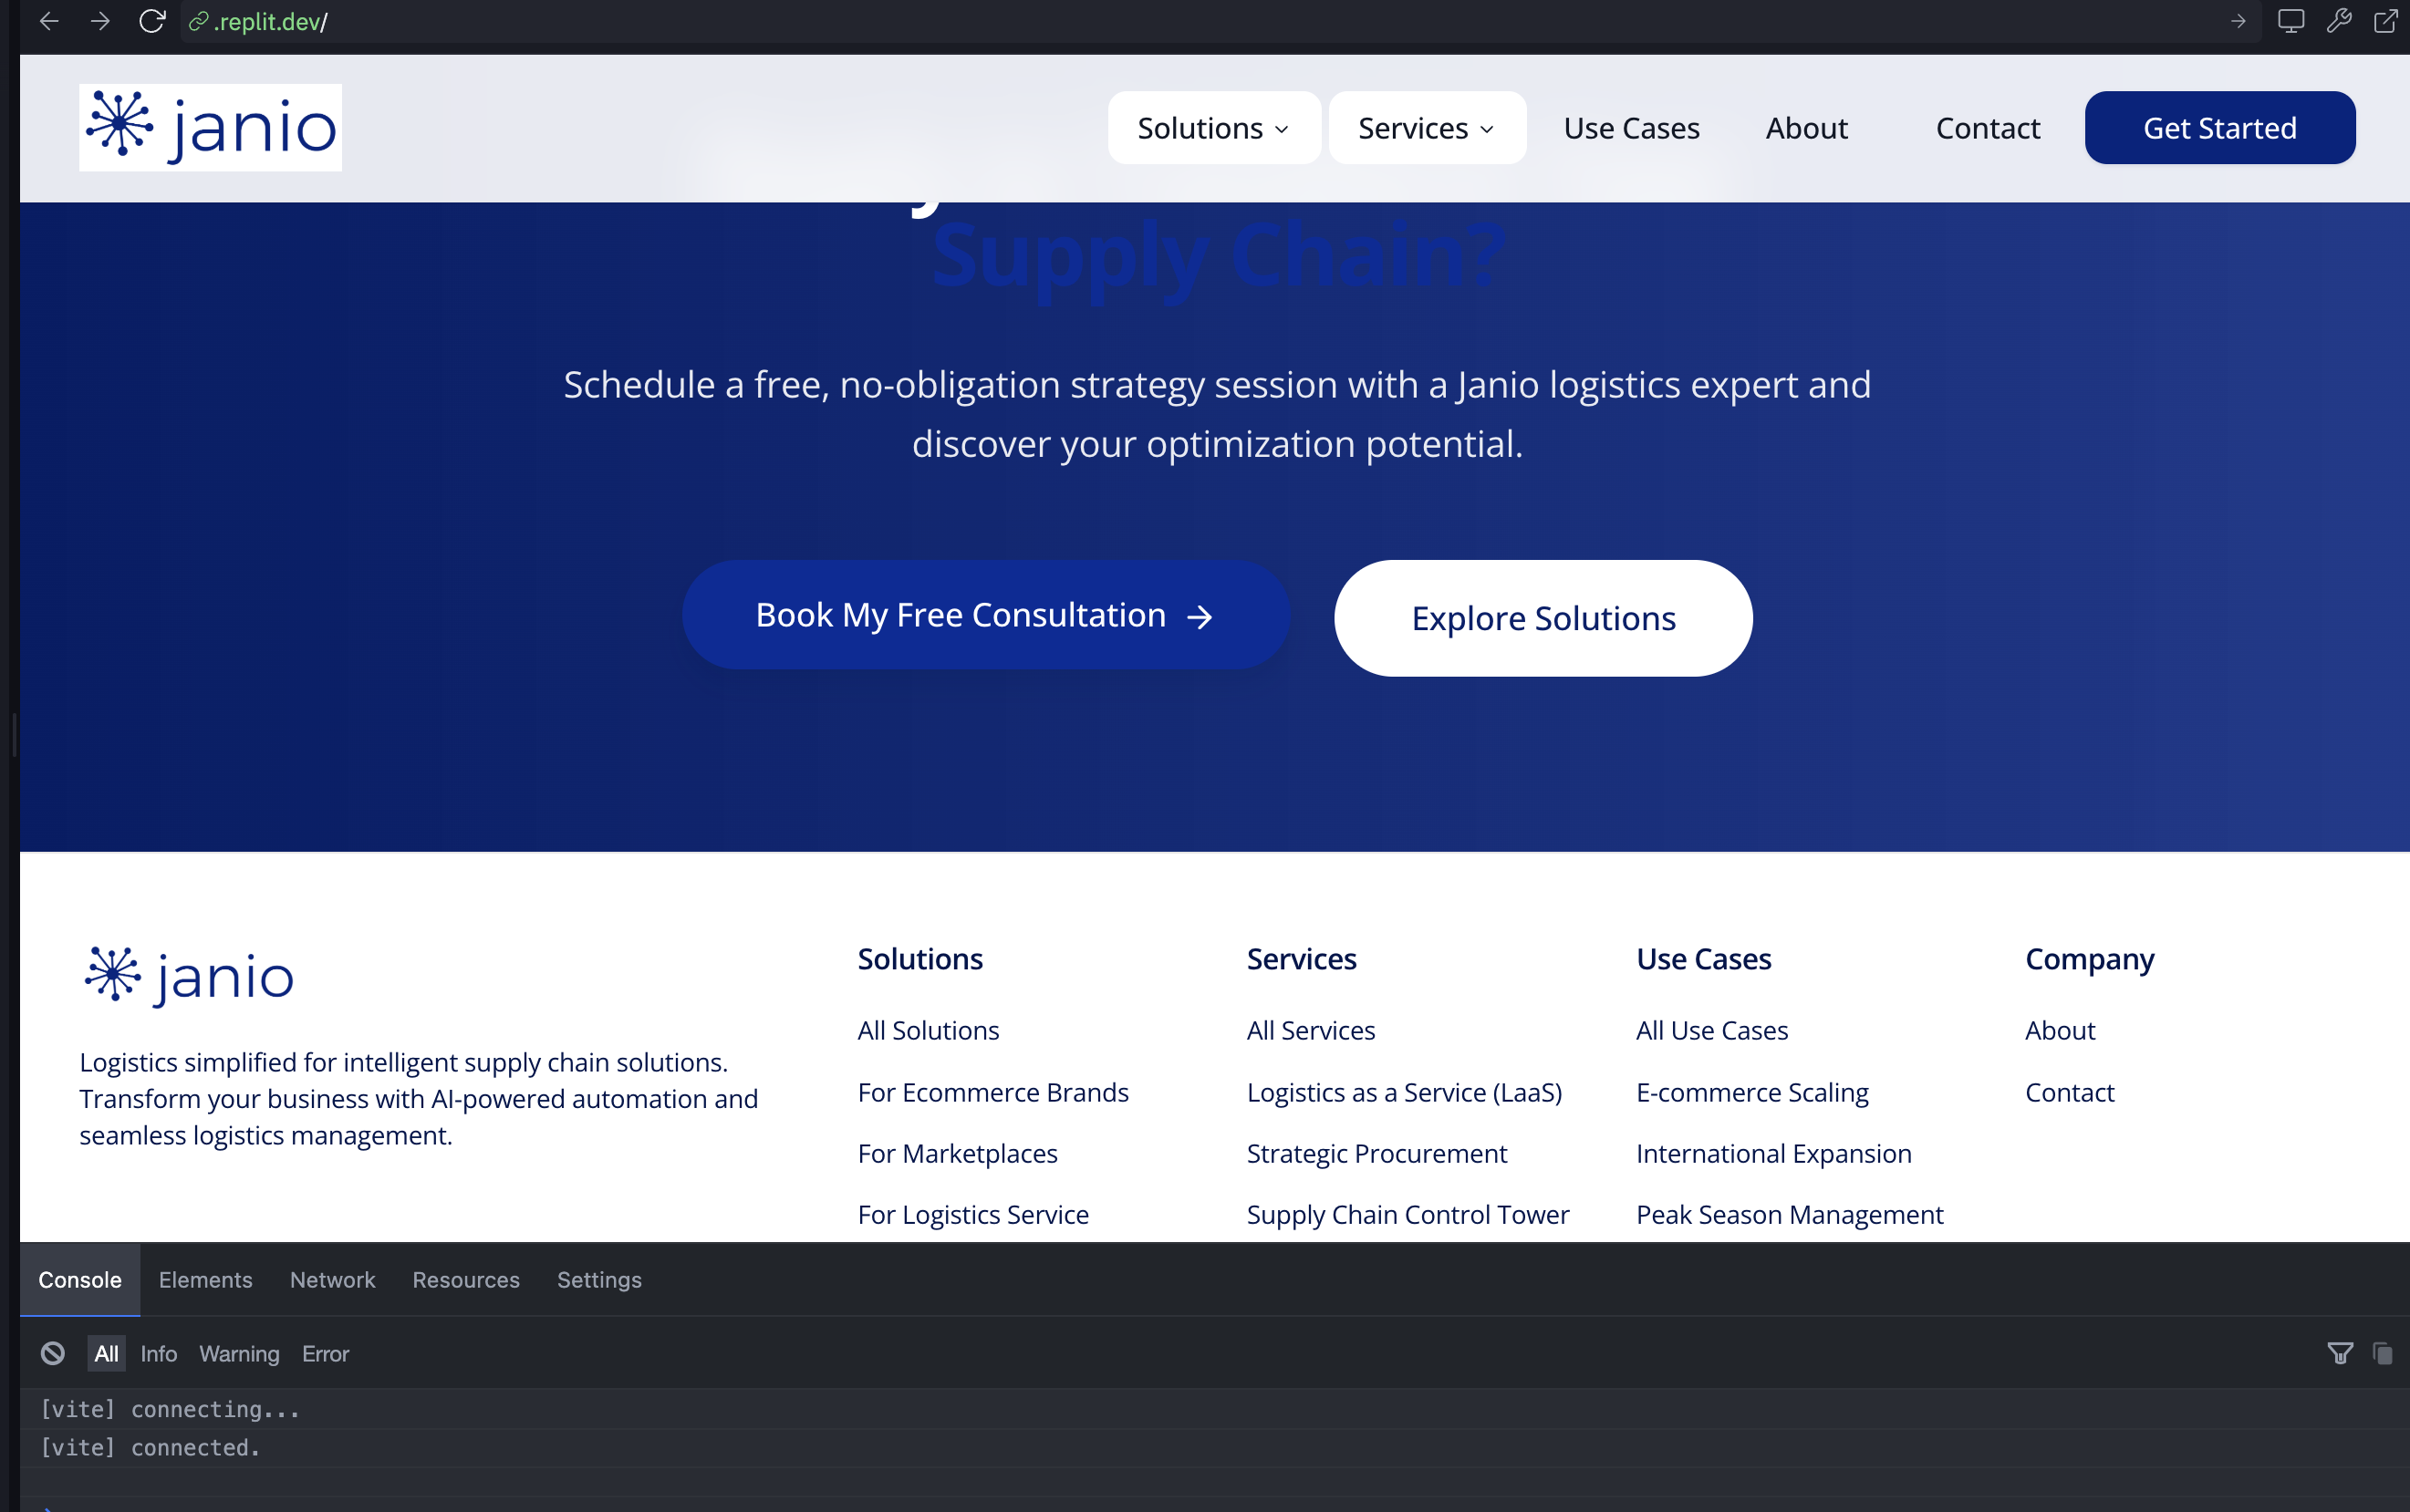 .replit.dev/
janio
Solutions
Services
Use Cases
About
Contact
Get Started
Supply Chain?
Schedule a free, no-obligation strategy session with a Janio logistics expert and
discover your optimization potential.
Book My Free Consultation →
Explore Solutions
janio
Logistics simplified for intelligent supply chain solutions.
Transform your business with AI-powered automation and
seamless logistics management.
Solutions
All Solutions
For Ecommerce Brands
For Marketplaces
For Logistics Service
Services
All Services
Logistics as a Service (LaaS)
Strategic Procurement
Supply Chain Control Tower
Use Cases
All Use Cases
E-commerce Scaling
International Expansion
Peak Season Management
Company
About
Contact
Console
Elements
Network
Resources
Settings
All
Info
Warning
Error
[vite] connecting...
[vite] connected.